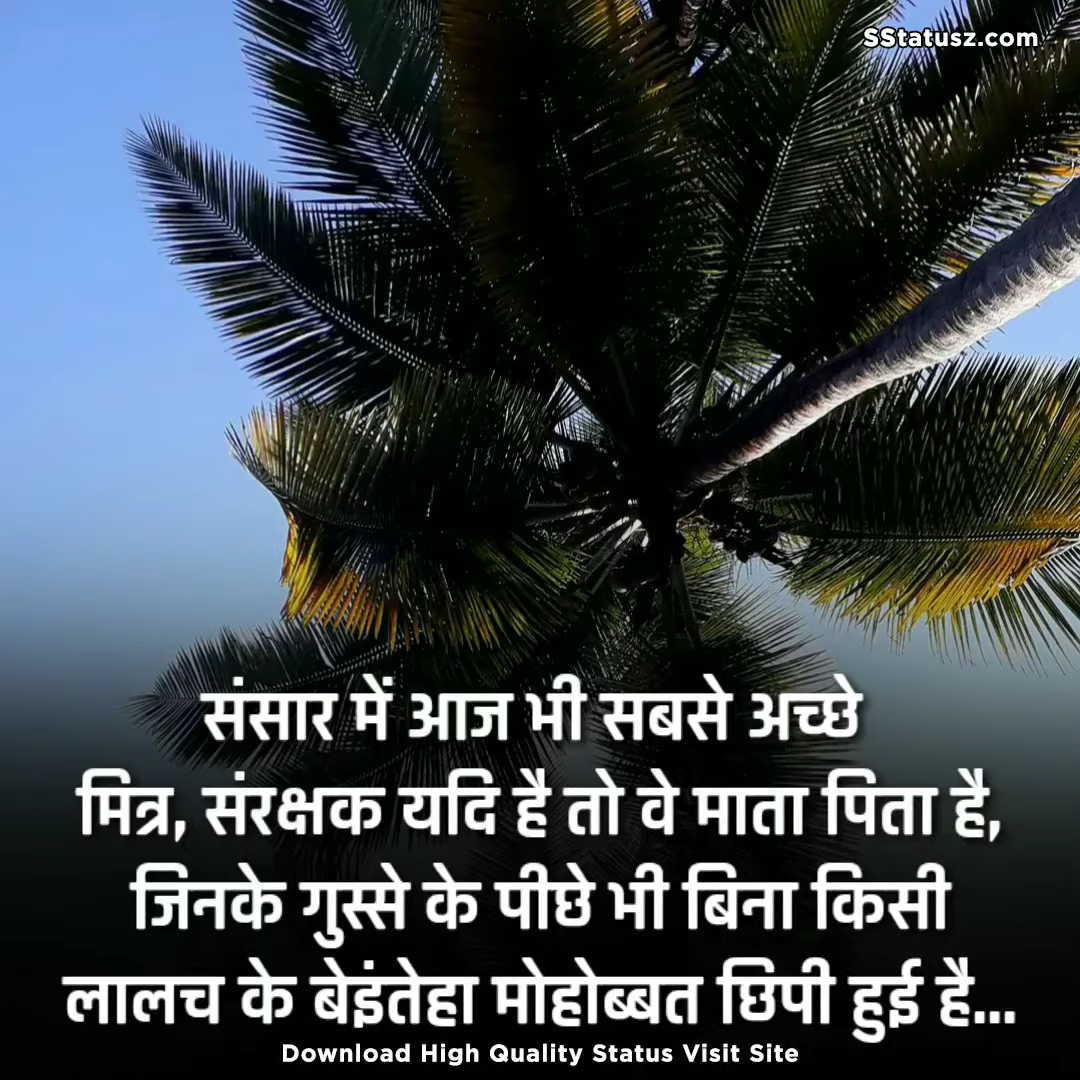 SStatusz.com
संसार में आज भी सबसे अच्छे
मित्र, संरक्षक यदि है तो वे माता पिता है,
जिनके गुस्से के पीछे भी बिना किसी
लालच के बेइंतेहा मोहोब्बत छिपी हुई है...
Download High Quality Status Visit Site